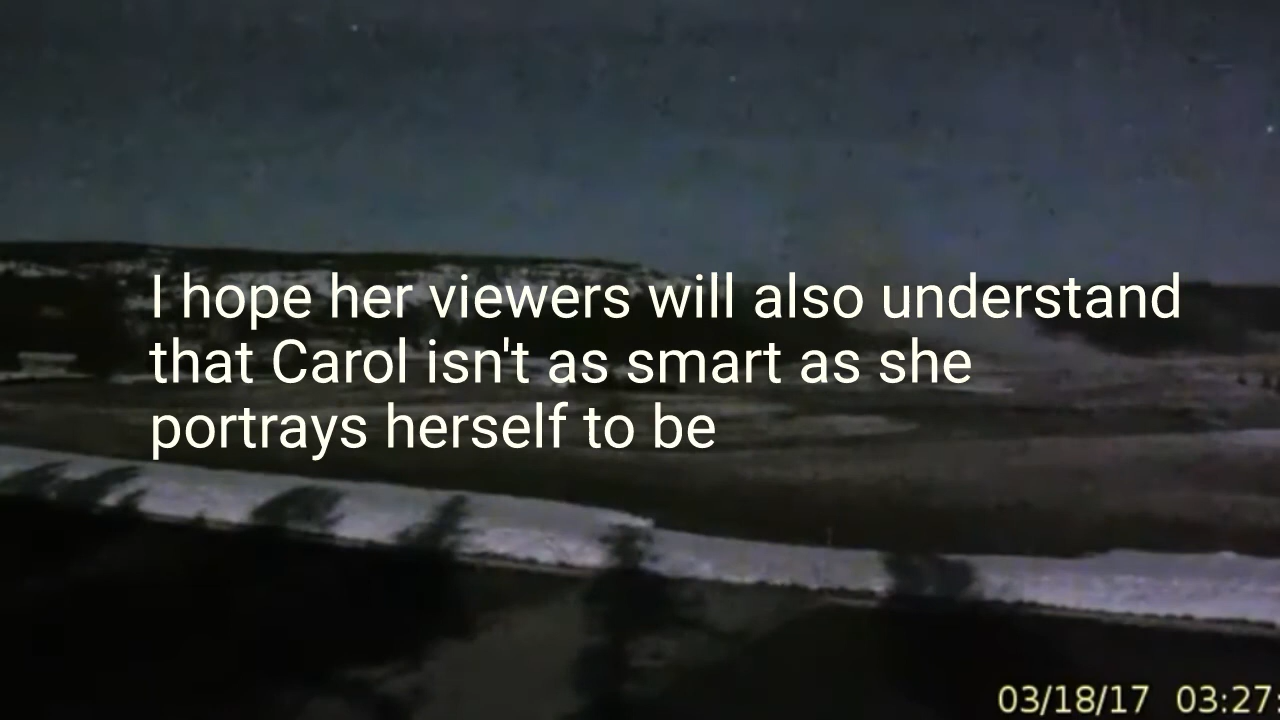 I hope her viewers will also understand
that Carol isn't as smart as she
portrays herself to be
03/18/17 03:27: